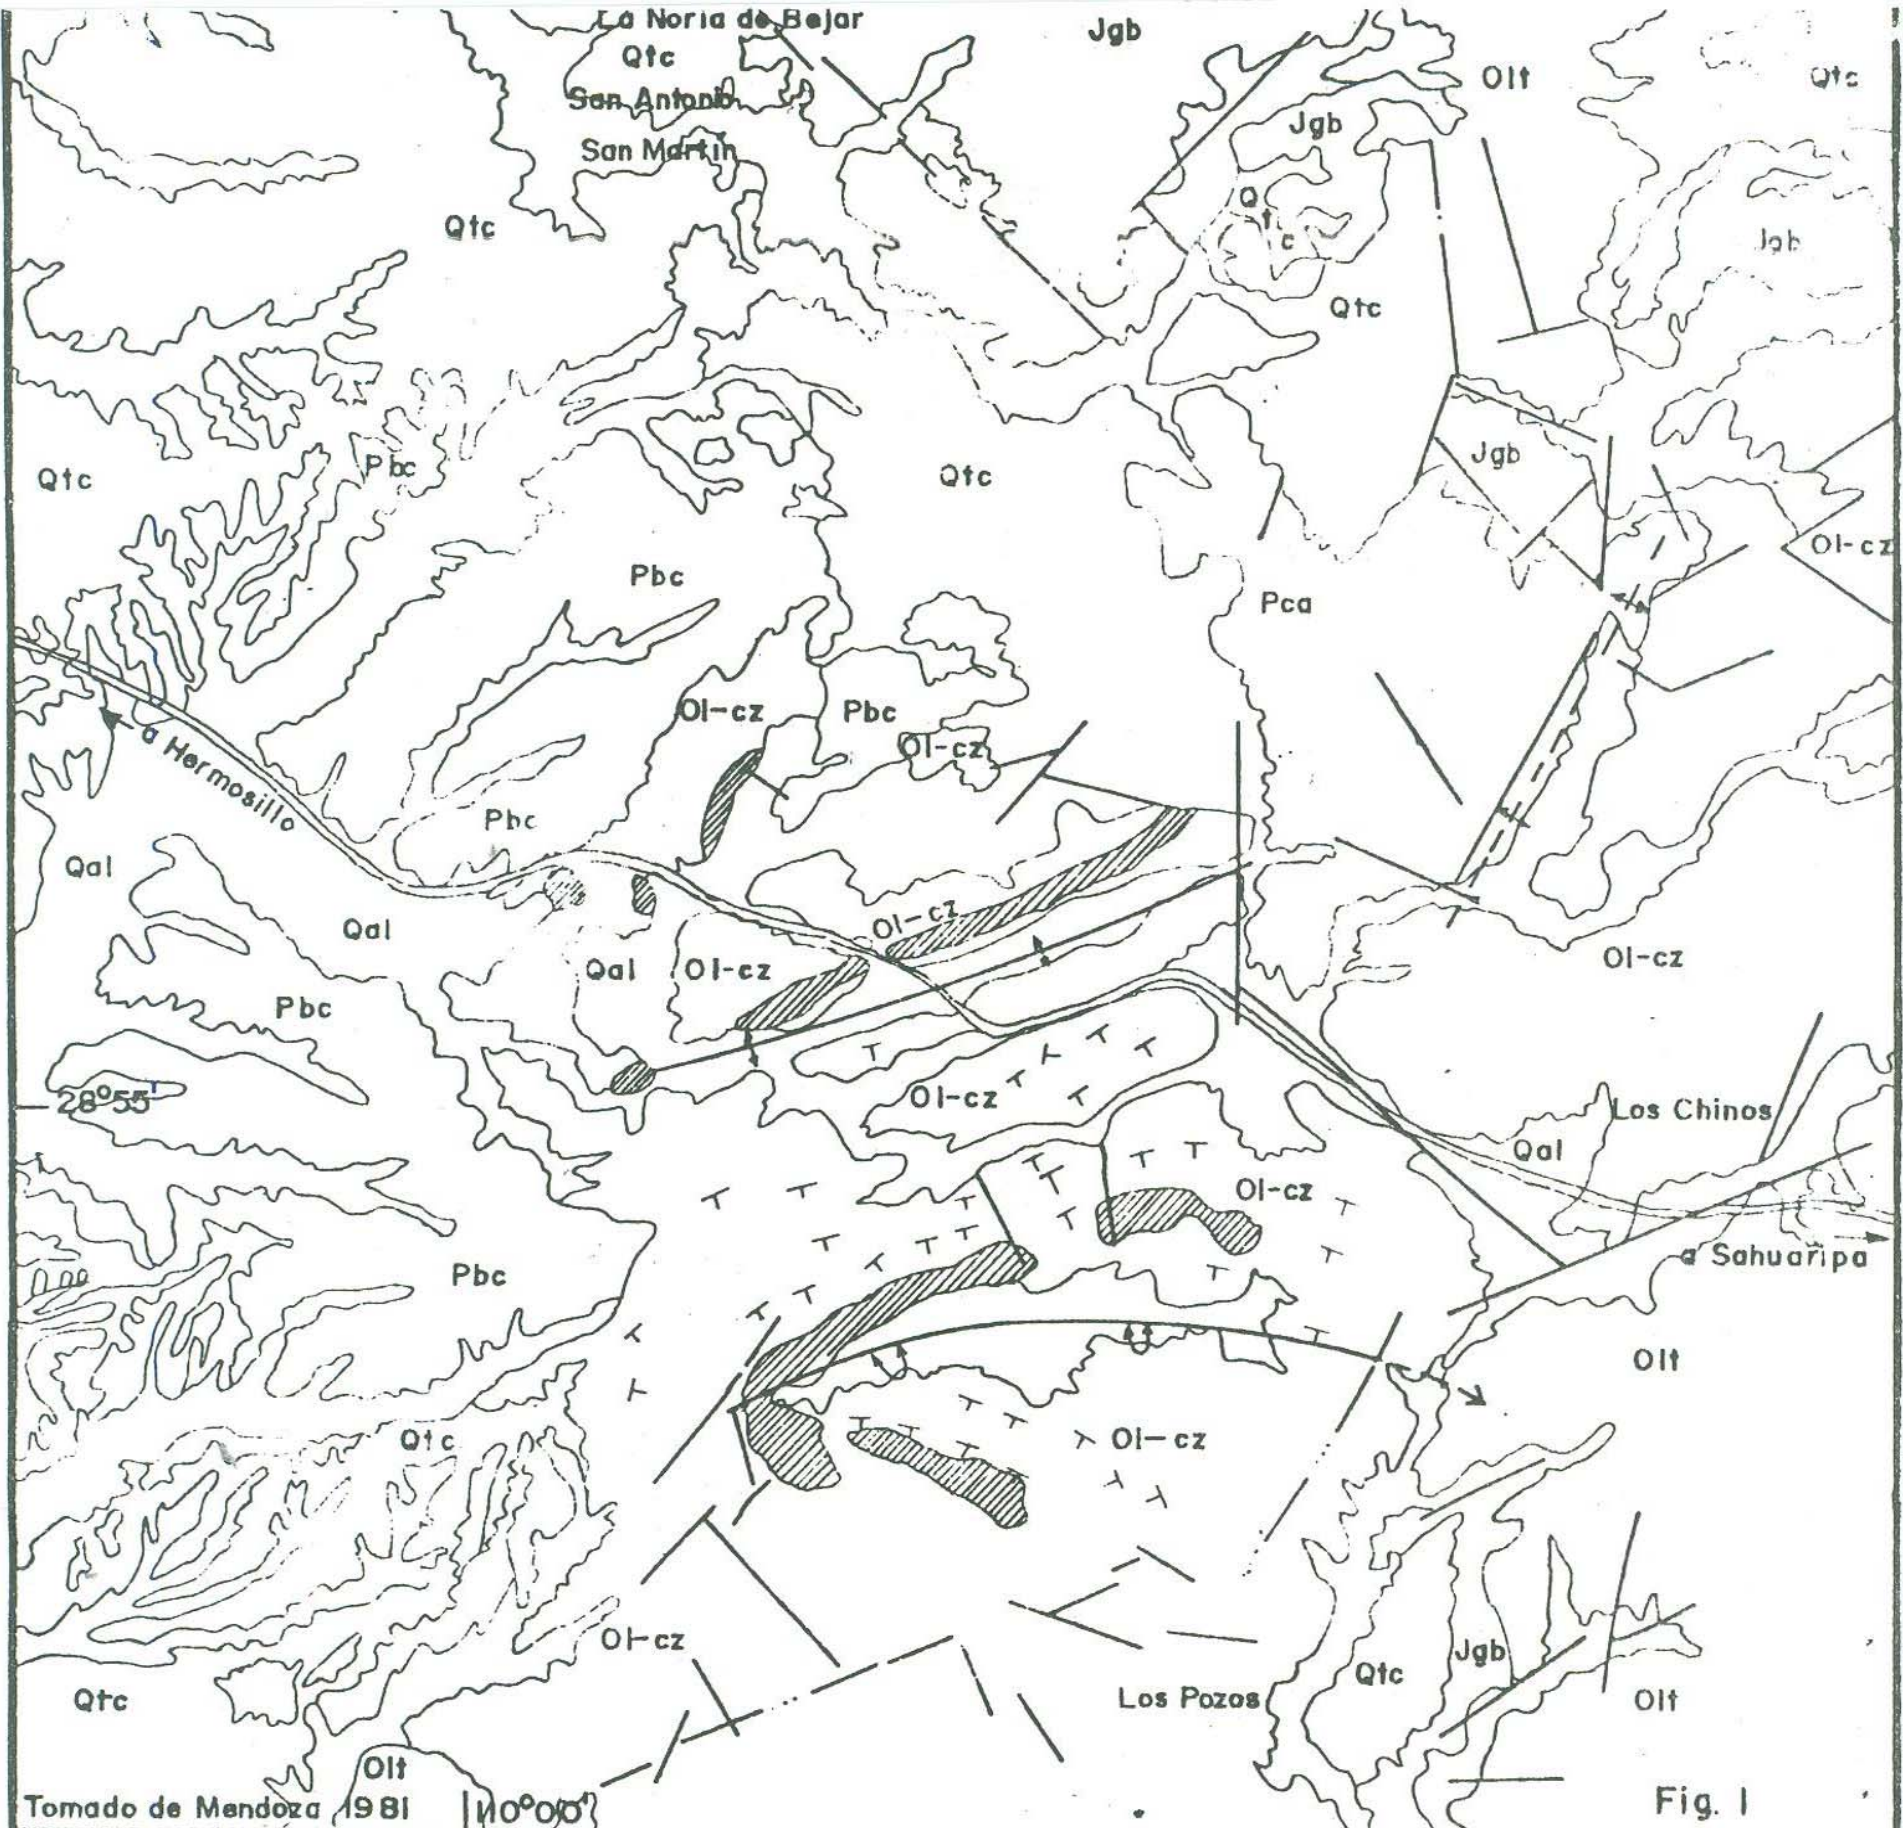 La Noria de Bejar
Jgb
Qtc
Olt
Qtc
San Antonio
Jgb
San Martin
Q
t
c
Qtc
Jgb
Qtc
Jgb
Pbc
Qtc
Qtc
Ol-cz
Pbc
Pca
Ol-cz
Pbc
Ol-cz
a Hermosillo
Pbc
Qal
Ol-cz
Qal
Ol-cz
Qal
Ol-cz
Pbc
28°55'
Ol-cz
Los Chinos
Qal
Ol-cz
a Sahuaripa
Pbc
Olt
Qtc
Ol-cz
Ol-cz
Jgb
Qtc
Qtc
Los Pozos
Olt
Olt
Tomado de Mendoza 1981
110°00'
Fig. 1